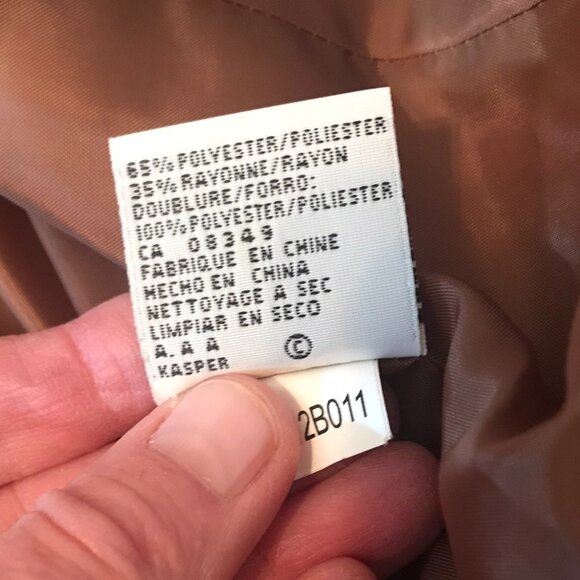 65% POLYESTER/POLIESTER
35% RAYONNE/RAYON
DOUBLURE/FORRO:
100% POLYESTER/POLIESTER
CA 08349
FABRIQUE EN CHINE
HECHO EN CHINA
NETTOYAGE A SEC
LIMPIAR EN SECO
A. A A
KASPER ©
2B011